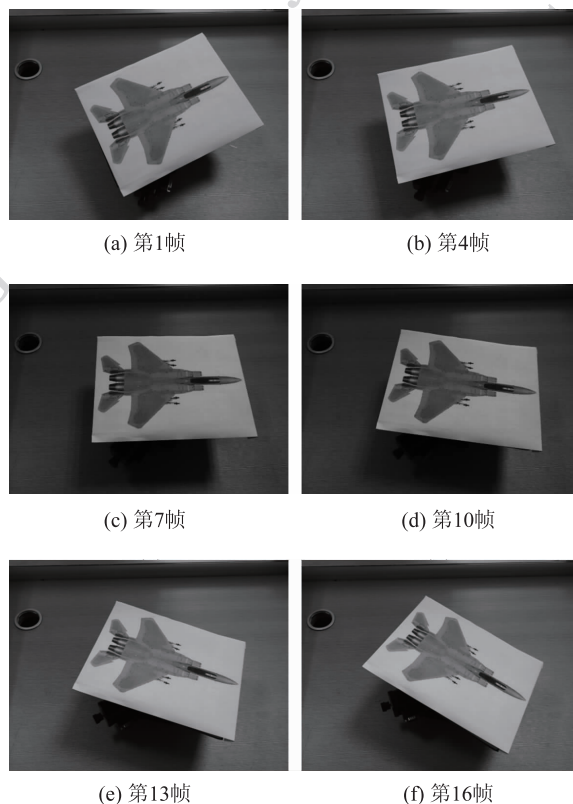 (a) 第1帧
(b) 第4帧
(c) 第7帧
(d) 第10帧
(e) 第13帧
(f) 第16帧